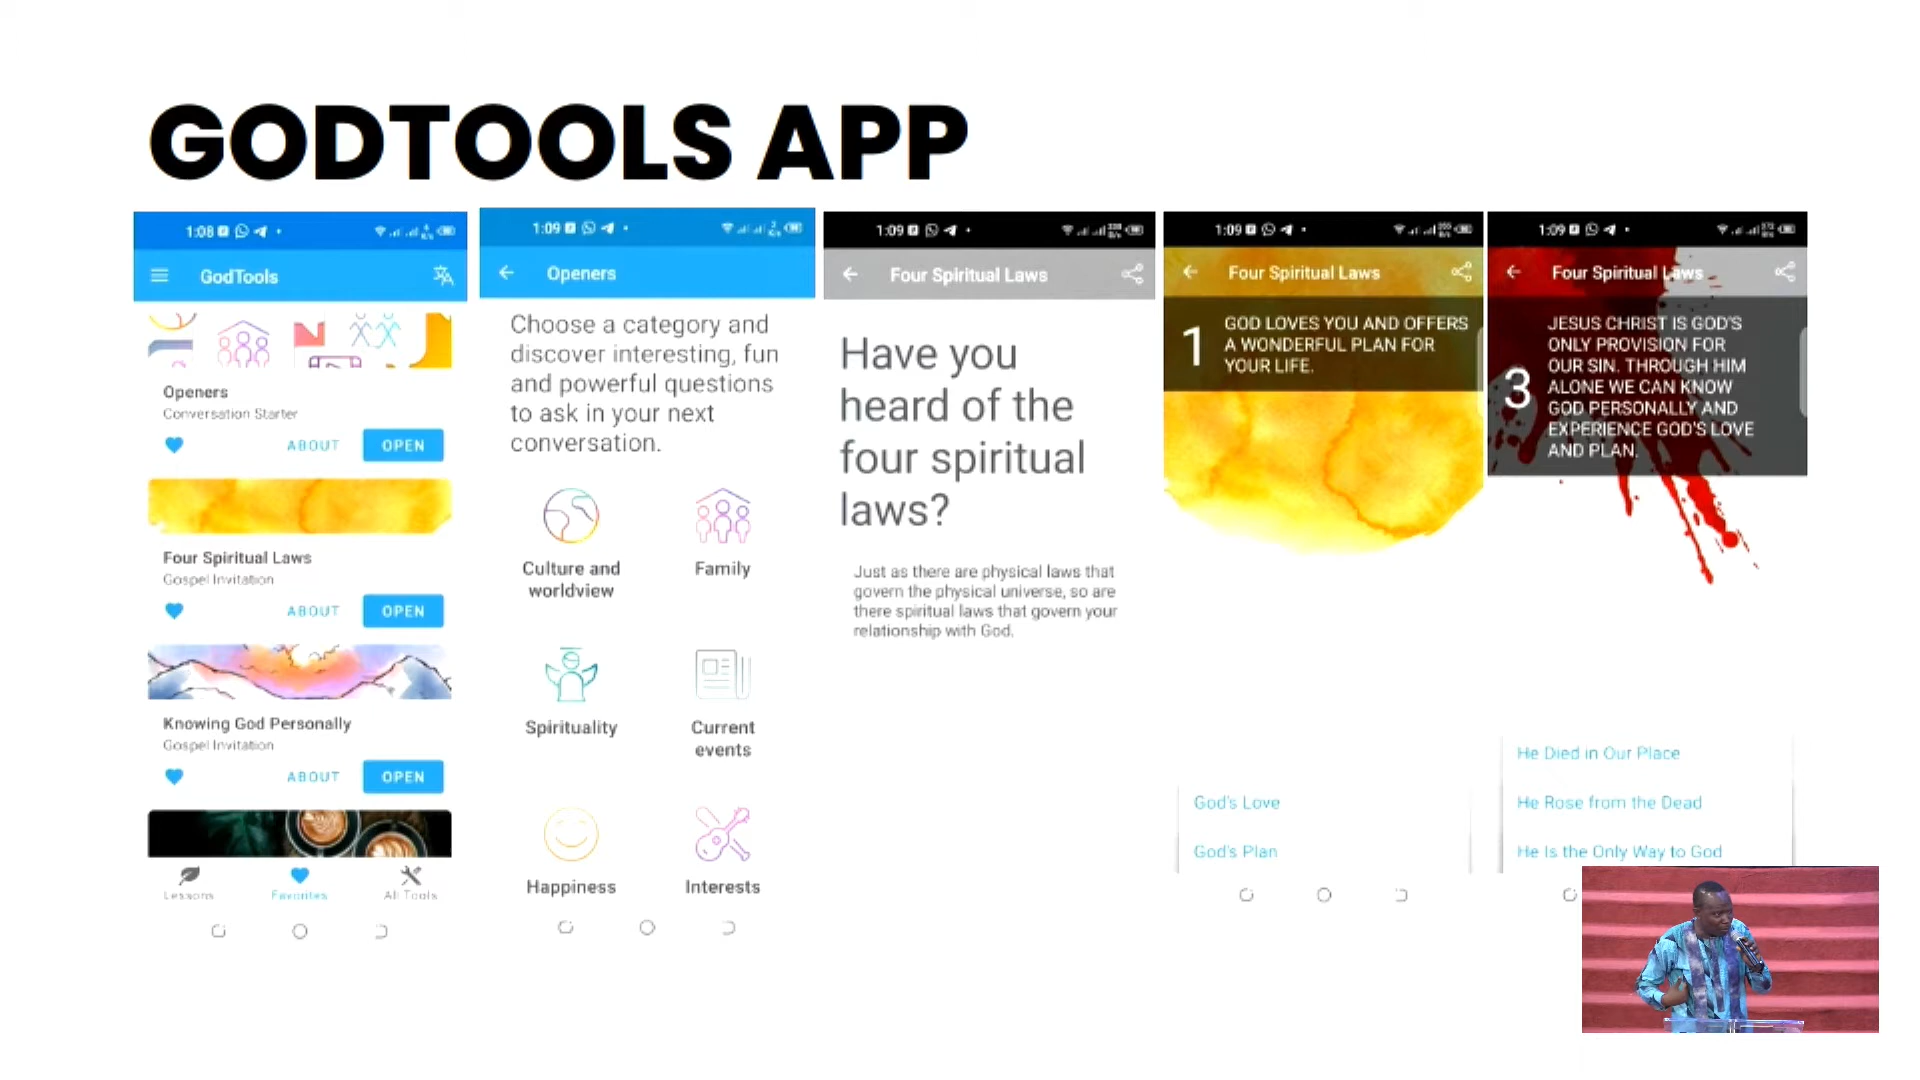 GODTOOLS APP
1:08
GodTools
Openers
Conversation Starter
ABOUT
OPEN
Four Spiritual Laws
Gospel Invitation
ABOUT
OPEN
Knowing God Personally
Gospel Invitation
ABOUT
OPEN
Lessons
Favorites
All Tools
1:09
Openers
Choose a category and
discover interesting, fun
and powerful questions
to ask in your next
conversation.
Culture and
worldview
Family
Spirituality
Current
events
Happiness
Interests
1:09
Four Spiritual Laws
Have you
heard of the
four spiritual
laws?
Just as there are physical laws that
govern the physical universe, so are
there spiritual laws that govern your
relationship with God.
1:09
Four Spiritual Laws
1
GOD LOVES YOU AND OFFERS
A WONDERFUL PLAN FOR
YOUR LIFE.
God's Love
God's Plan
1:09
Four Spiritual Laws
3
JESUS CHRIST IS GOD'S
ONLY PROVISION FOR
OUR SIN. THROUGH HIM
ALONE WE CAN KNOW
GOD PERSONALLY AND
EXPERIENCE GOD'S LOVE
AND PLAN.
He Died in Our Place
He Rose from the Dead
He Is the Only Way to God